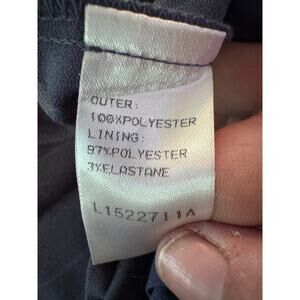 OUTER:
100%POLYESTER
LINING:
97%POLYESTER
3%ELASTANE
L1522711A